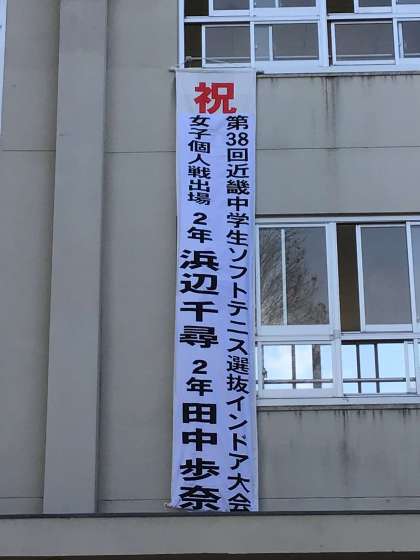 祝
第38回近畿中学生ソフトテニス選抜インドア大会
女子個人戦出場 2年 浜辺千尋 2年 田中歩奈